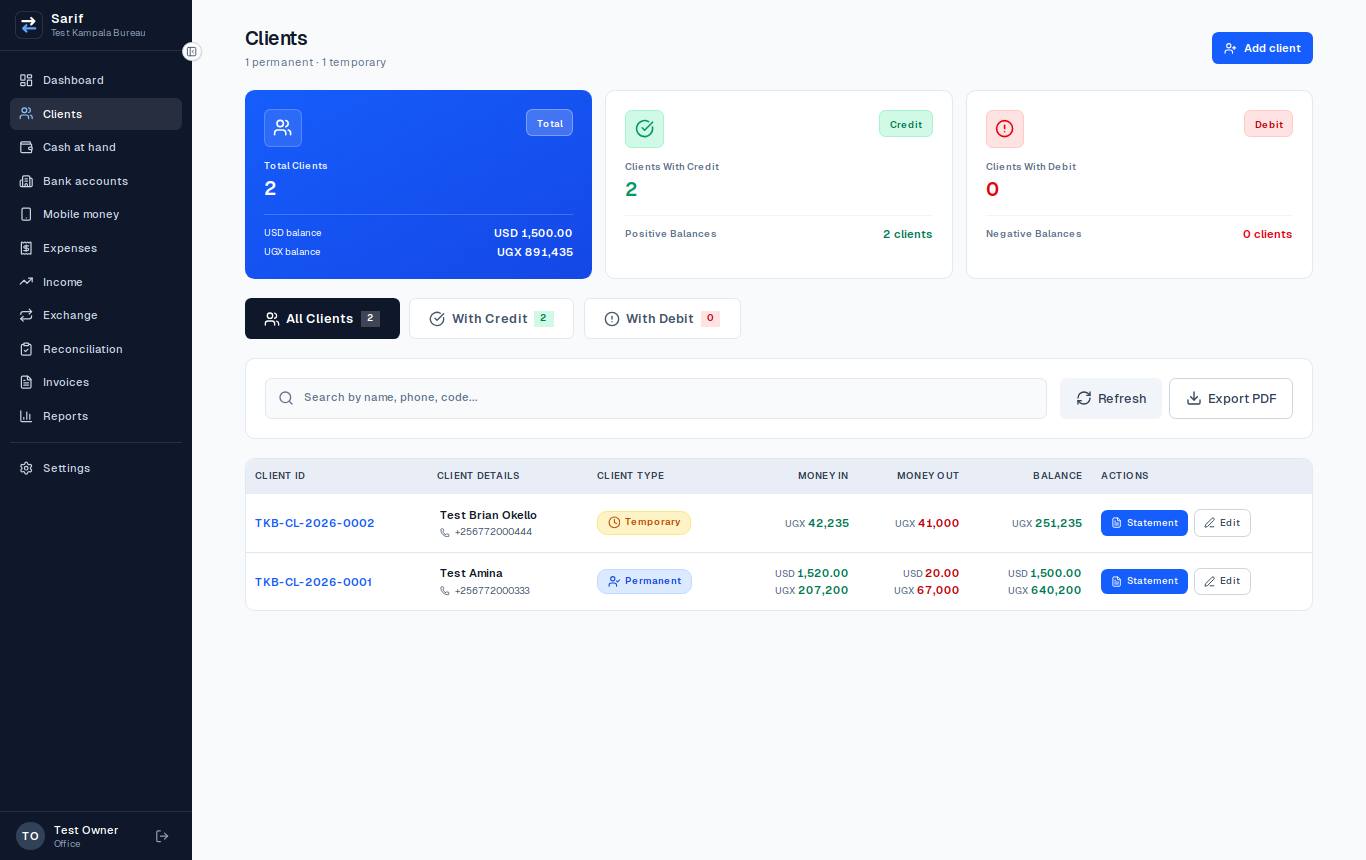 Sarif
Test Kampala Bureau
Dashboard
Clients
Cash at hand
Bank accounts
Mobile money
Expenses
Income
Exchange
Reconciliation
Invoices
Reports
Settings
TO
Test Owner
Office
Clients
1 permanent · 1 temporary
Add client
Total
Total Clients
2
USD balance USD 1,500.00
UGX balance UGX 891,435
Credit
Clients With Credit
2
Positive Balances 2 clients
Debit
Clients With Debit
0
Negative Balances 0 clients
All Clients 2
With Credit 2
With Debit 0
Search by name, phone, code...
Refresh
Export PDF
CLIENT ID CLIENT DETAILS CLIENT TYPE MONEY IN MONEY OUT BALANCE ACTIONS
TKB-CL-2026-0002 Test Brian Okello Temporary UGX 42,235 UGX 41,000 UGX 251,235 Statement Edit
+256772000444
TKB-CL-2026-0001 Test Amina Permanent USD 1,520.00 USD 20.00 USD 1,500.00 Statement Edit
+256772000333 UGX 207,200 UGX 67,000 UGX 640,200